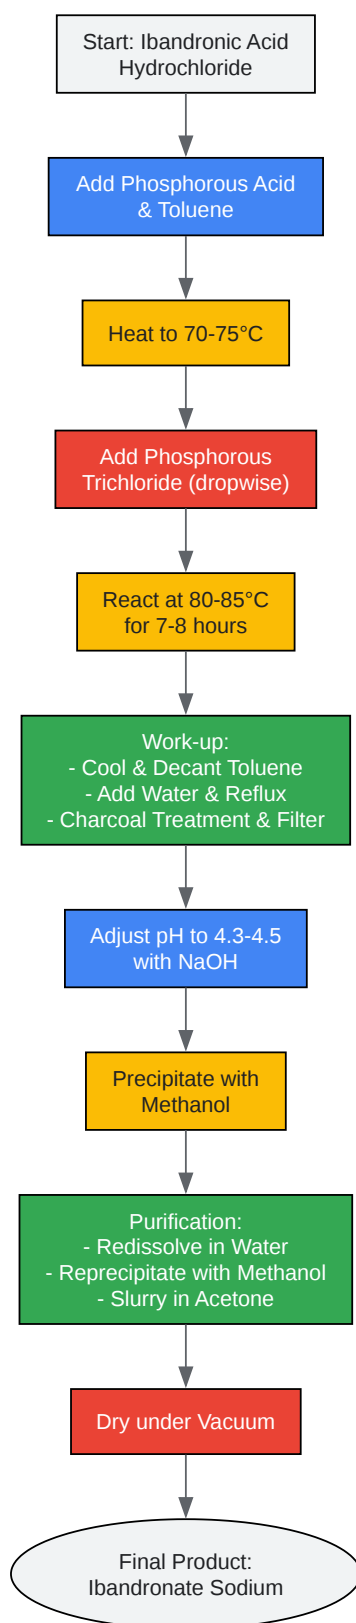 Start: Ibandronic Acid
Hydrochloride
Add Phosphorous Acid
& Toluene
Heat to 70-75°C
Add Phosphorous
Trichloride (dropwise)
React at 80-85°C
for 7-8 hours
Work-up:
- Cool & Decant Toluene
- Add Water & Reflux
- Charcoal Treatment & Filter
Adjust pH to 4.3-4.5
with NaOH
Precipitate with
Methanol
Purification:
- Redissolve in Water
- Reprecipitate with Methanol
- Slurry in Acetone
Dry under Vacuum
Final Product:
Ibandronate Sodium